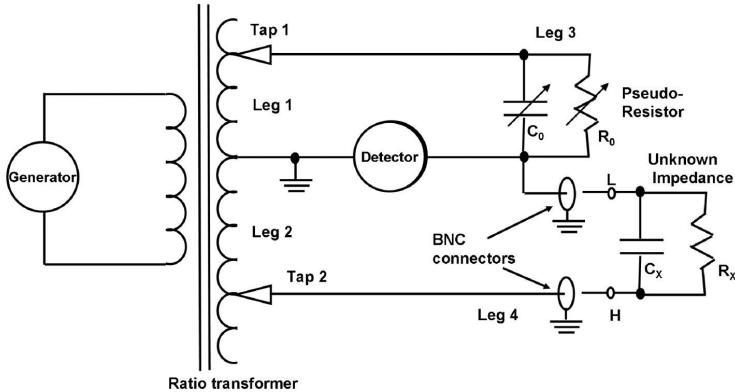 Tap 1
Leg 3
Leg 1
Pseudo-
Resistor
C0
R0
Generator
Detector
Unknown
Impedance
L
Leg 2
BNC
connectors
CX
RX
Tap 2
Leg 4
H
Ratio transformer